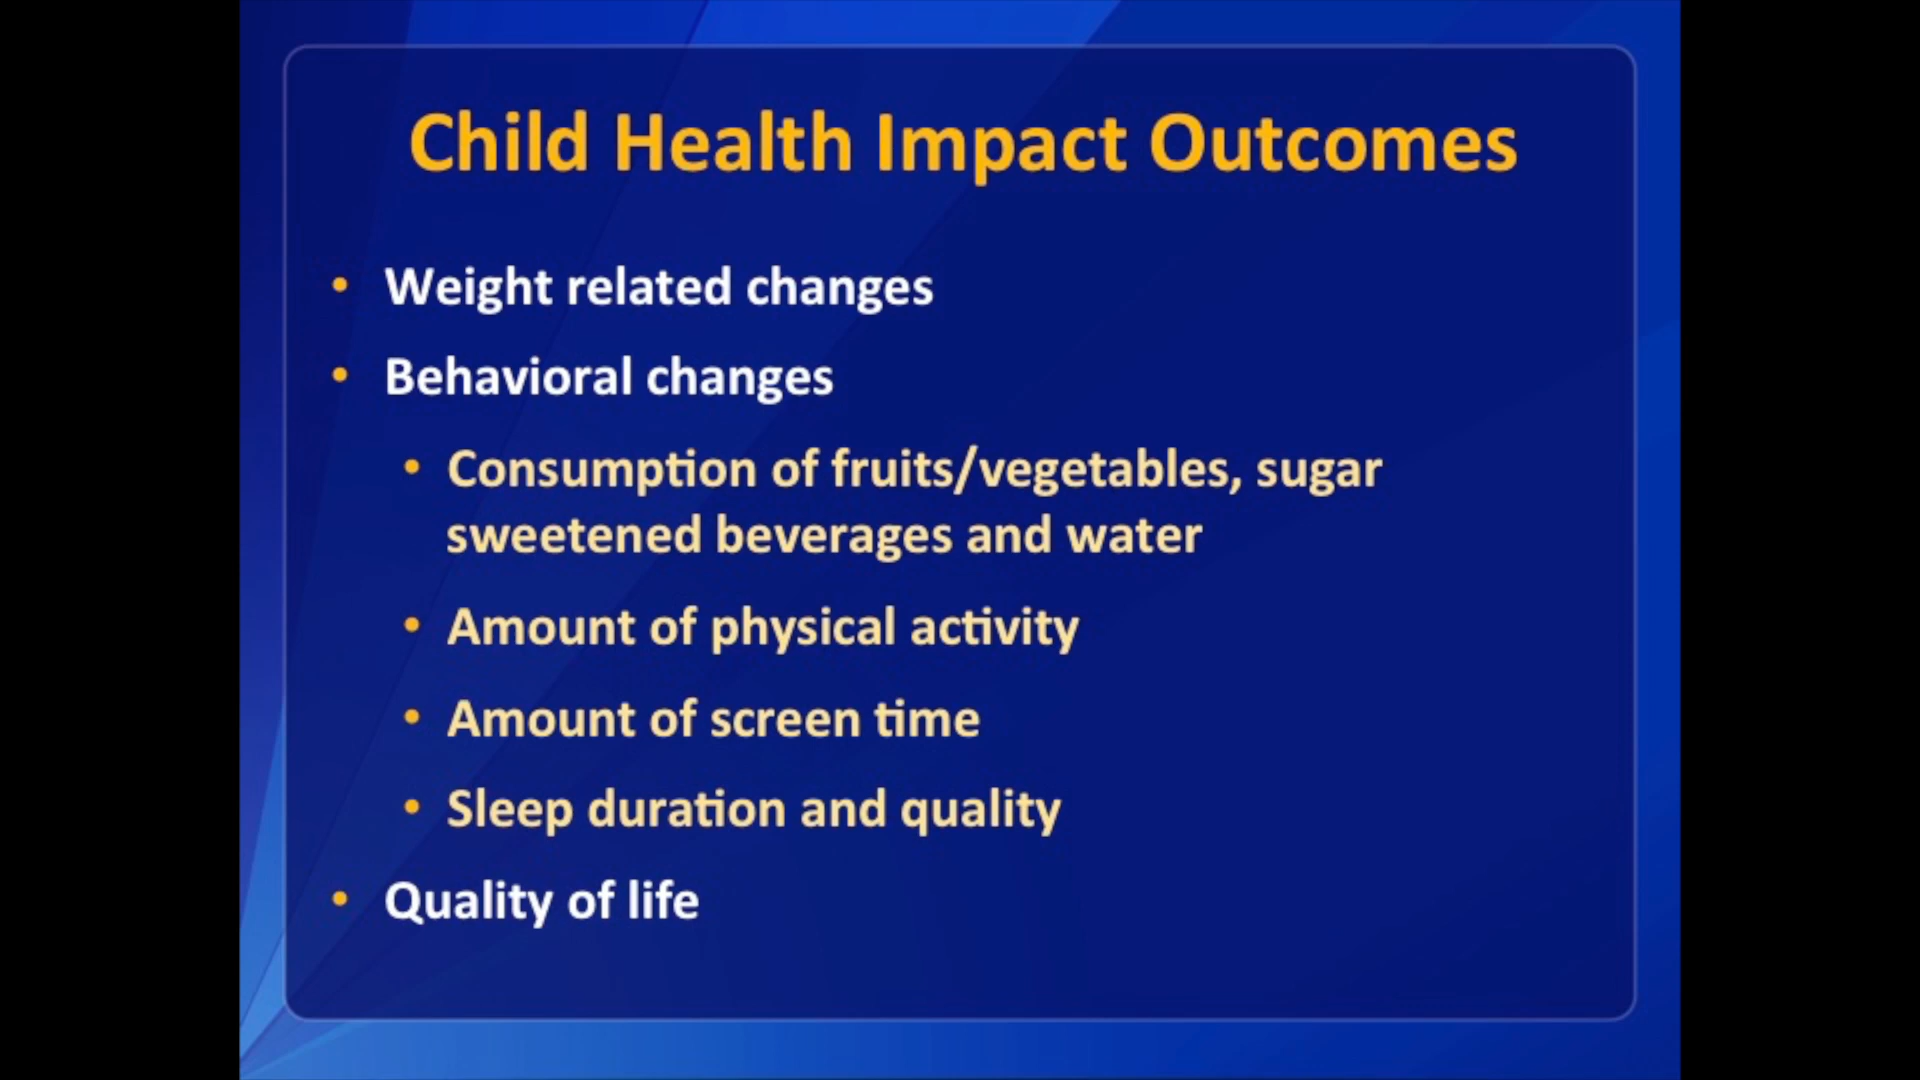 Child Health Impact Outcomes
• Weight related changes
• Behavioral changes
• Consumption of fruits/vegetables, sugar
sweetened beverages and water
• Amount of physical activity
• Amount of screen time
• Sleep duration and quality
• Quality of life